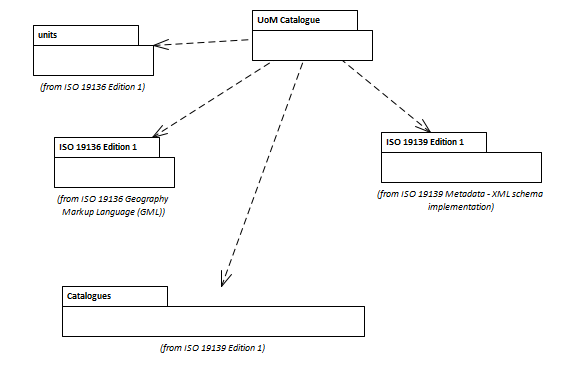 UoM Catalogue
units
(from ISO 19136 Edition 1)
ISO 19136 Edition 1
(from ISO 19136 Geography
Markup Language (GML))
ISO 19139 Edition 1
(from ISO 19139 Metadata - XML schema
implementation)
Catalogues
(from ISO 19139 Edition 1)